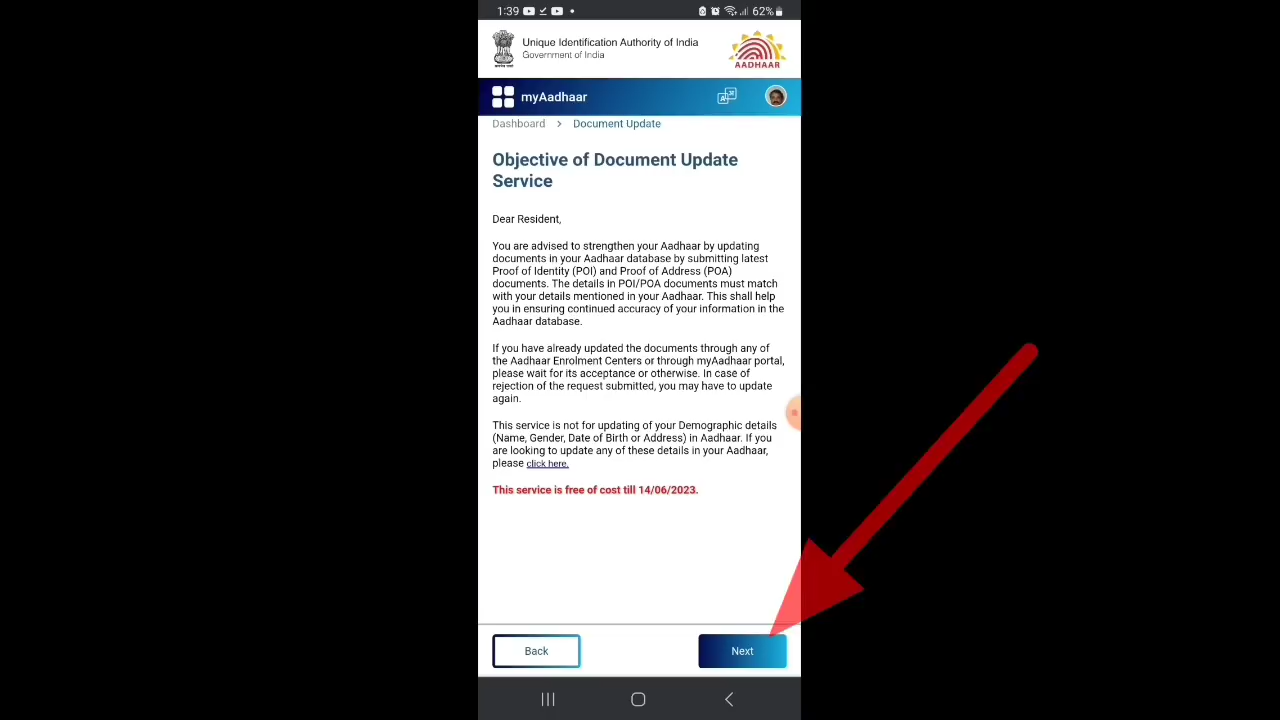 1:39
62%
Unique Identification Authority of India
Government of India
AADHAAR
myAadhaar
Dashboard > Document Update
Objective of Document Update
Service
Dear Resident,
You are advised to strengthen your Aadhaar by updating
documents in your Aadhaar database by submitting latest
Proof of Identity (POI) and Proof of Address (POA)
documents. The details in POI/POA documents must match
with your details mentioned in your Aadhaar. This shall help
you in ensuring continued accuracy of your information in the
Aadhaar database.
If you have already updated the documents through any of
the Aadhaar Enrolment Centers or through myAadhaar portal,
please wait for its acceptance or otherwise. In case of
rejection of the request submitted, you may have to update
again.
This service is not for updating of your Demographic details
(Name, Gender, Date of Birth or Address) in Aadhaar. If you
are looking to update any of these details in your Aadhaar,
please click here.
This service is free of cost till 14/06/2023.
Back
Next